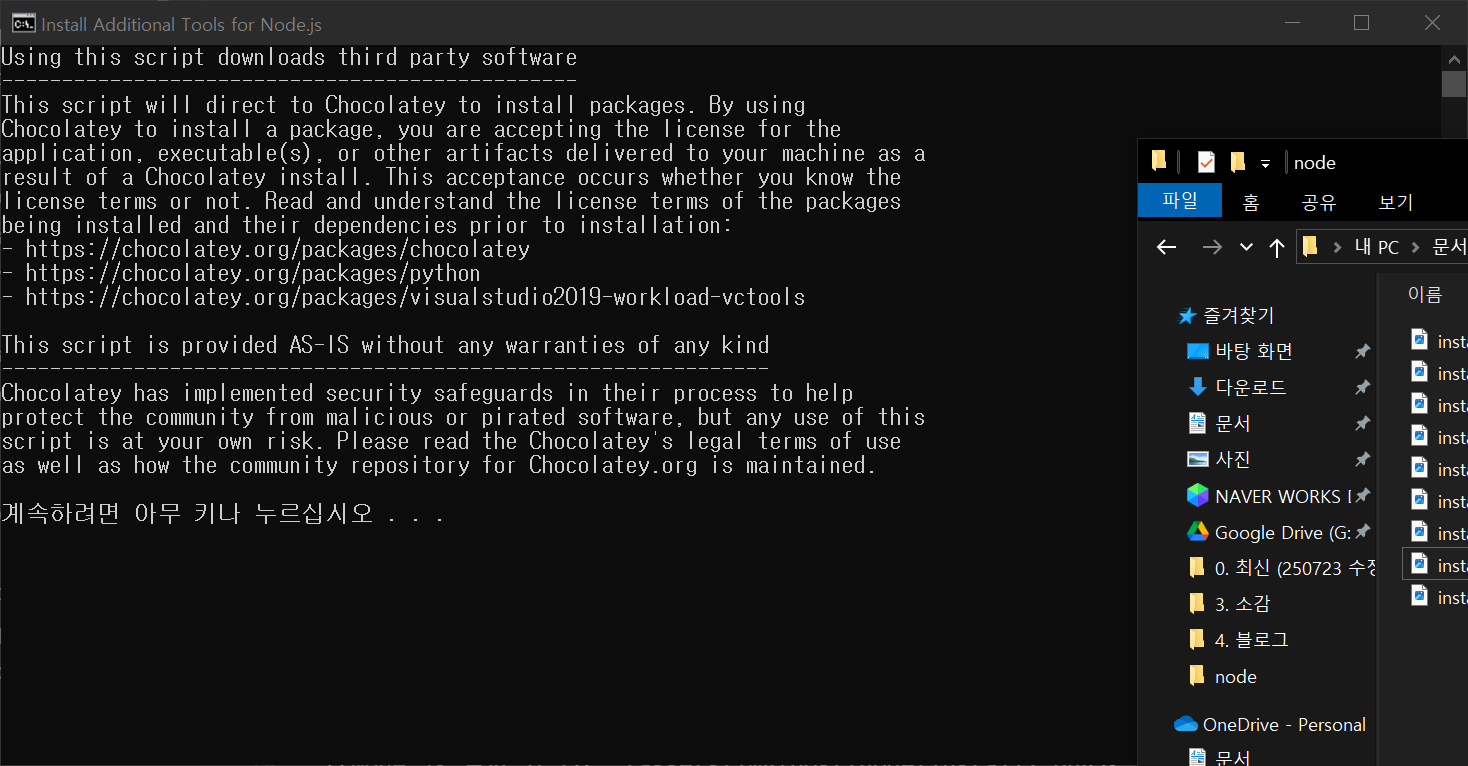 Install Additional Tools for Node.js
Using this script downloads third party software
------------------------------------------------
This script will direct to Chocolatey to install packages. By using
Chocolatey to install a package, you are accepting the license for the
application, executable(s), or other artifacts delivered to your machine as a
result of a Chocolatey install. This acceptance occurs whether you know the
license terms or not. Read and understand the license terms of the packages
being installed and their dependencies prior to installation:
- https://chocolatey.org/packages/chocolatey
- https://chocolatey.org/packages/python
- https://chocolatey.org/packages/visualstudio2019-workload-vctools
This script is provided AS-IS without any warranties of any kind
----------------------------------------------------------------
Chocolatey has implemented security safeguards in their process to help
protect the community from malicious or pirated software, but any use of this
script is at your own risk. Please read the Chocolatey's legal terms of use
as well as how the community repository for Chocolatey.org is maintained.
계속하려면 아무 키나 누르십시오 . . .
node
파일 홈 공유 보기
내 PC > 문서
이름
즐겨찾기
바탕 화면
다운로드
문서
사진
NAVER WORKS
Google Drive (G:
0. 최신 (250723 수정
3. 소감
4. 블로그
node
OneDrive - Personal
문서
insta
insta
insta
insta
insta
insta
insta
insta